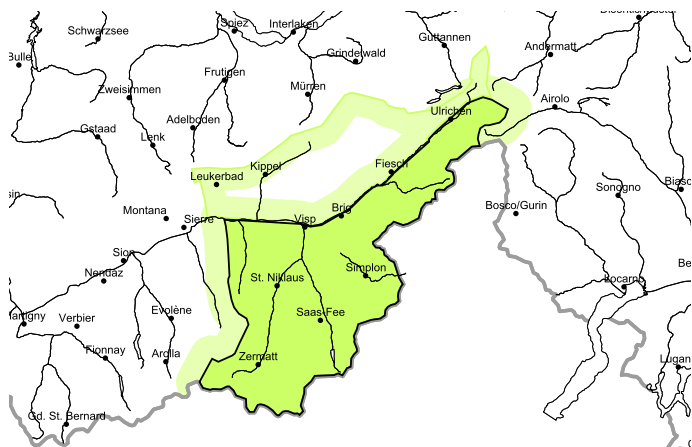 Spiez
Interlaken
Schwarzsee
Guttannen
Andermatt
Bulle
Grindelwald
Frutigen
Zweisimmen
Mürren
Airolo
Ulrichen
Adelboden
Gstaad
Lenk
Kippel
Fiesch
Leukerbad
Sonogno
Montana
Sierre
Visp
Brig
Bosco/Gurin
Sion
Nendaz
St. Niklaus
Simplon
Locarno
Evolène
Saas-Fee
Verbier
Fionnay
Arolla
Zermatt
Gd. St. Bernard